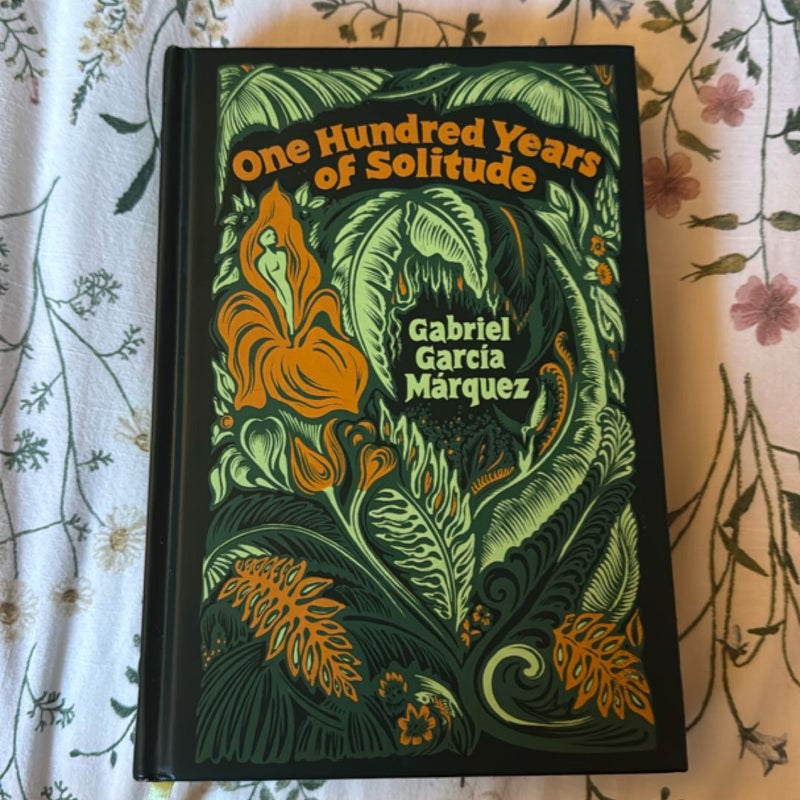 One Hundred Years
of Solitude
Gabriel
García
Márquez